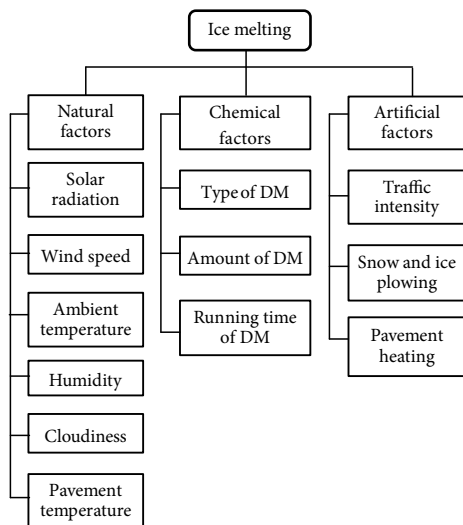 Ice melting
Natural
factors
Solar
radiation
Wind speed
Ambient
temperature
Humidity
Cloudiness
Pavement
temperature
Chemical
factors
Type of DM
Amount of DM
Running time
of DM
Artificial
factors
Traffic
intensity
Snow and ice
plowing
Pavement
heating